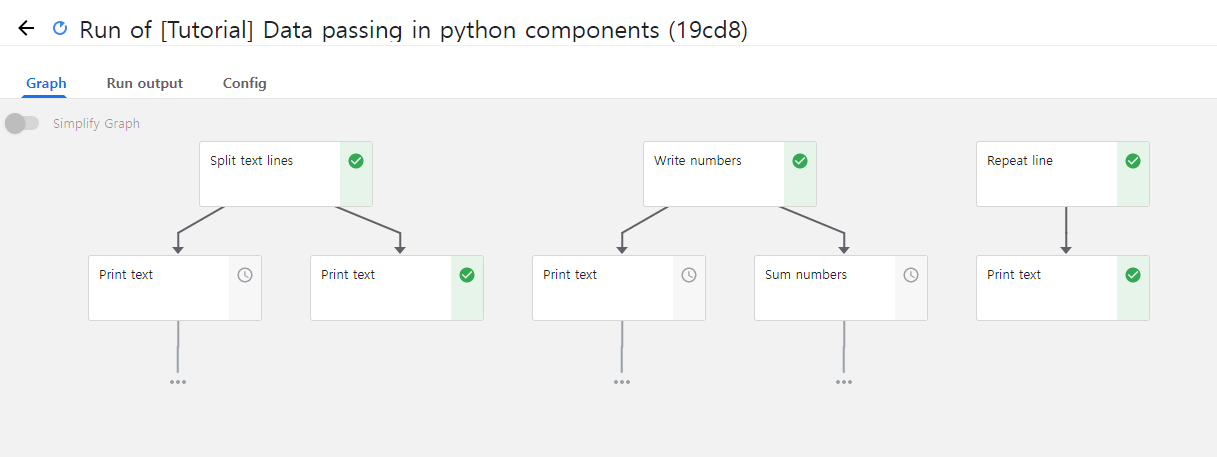 Run of [Tutorial] Data passing in python components (19cd8)
Graph Run output Config
Simplify Graph
Split text lines
Write numbers
Repeat line
Print text
Print text
Print text
Sum numbers
Print text